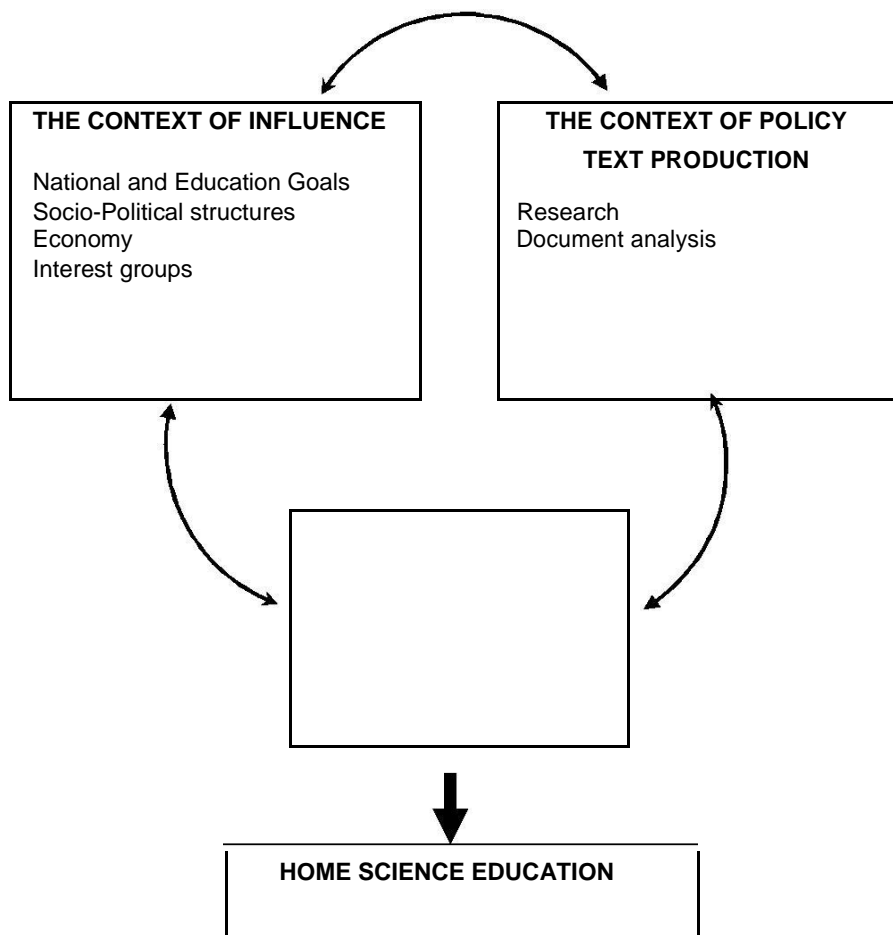 THE CONTEXT OF INFLUENCE
National and Education Goals
Socio-Political structures
Economy
Interest groups
THE CONTEXT OF POLICY
TEXT PRODUCTION
Research
Document analysis
HOME SCIENCE EDUCATION